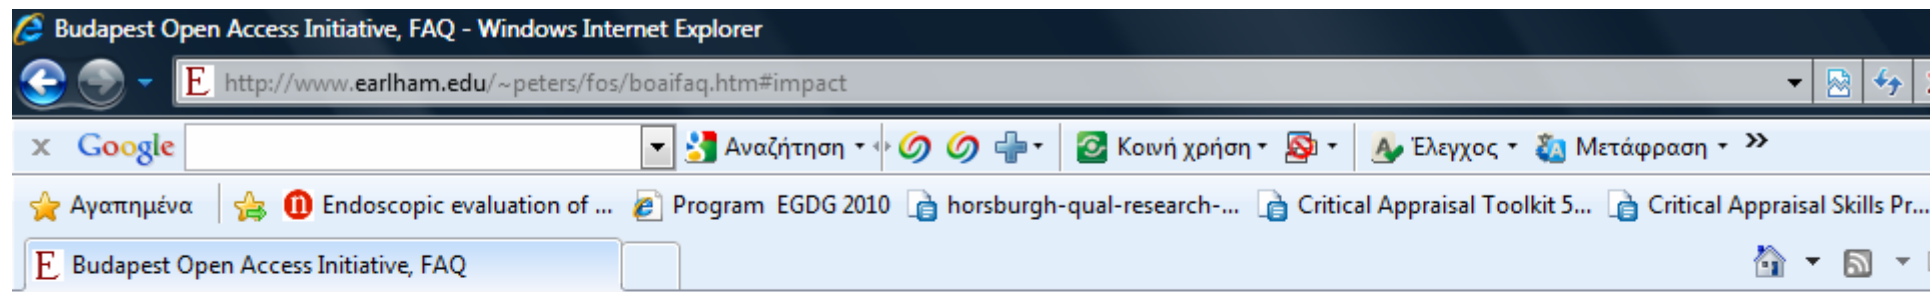 Budapest Open Access Initiative, FAQ - Windows Internet Explorer
E http://www.earlham.edu/~peters/fos/boaifaq.htm#impact
x Google Αναζήτηση Κοινή χρήση Έλεγχος Μετάφραση »
Αγαπημένα n Endoscopic evaluation of ... Program EGDG 2010 horsburgh-qual-research-... Critical Appraisal Toolkit 5... Critical Appraisal Skills Pr...
E Budapest Open Access Initiative, FAQ